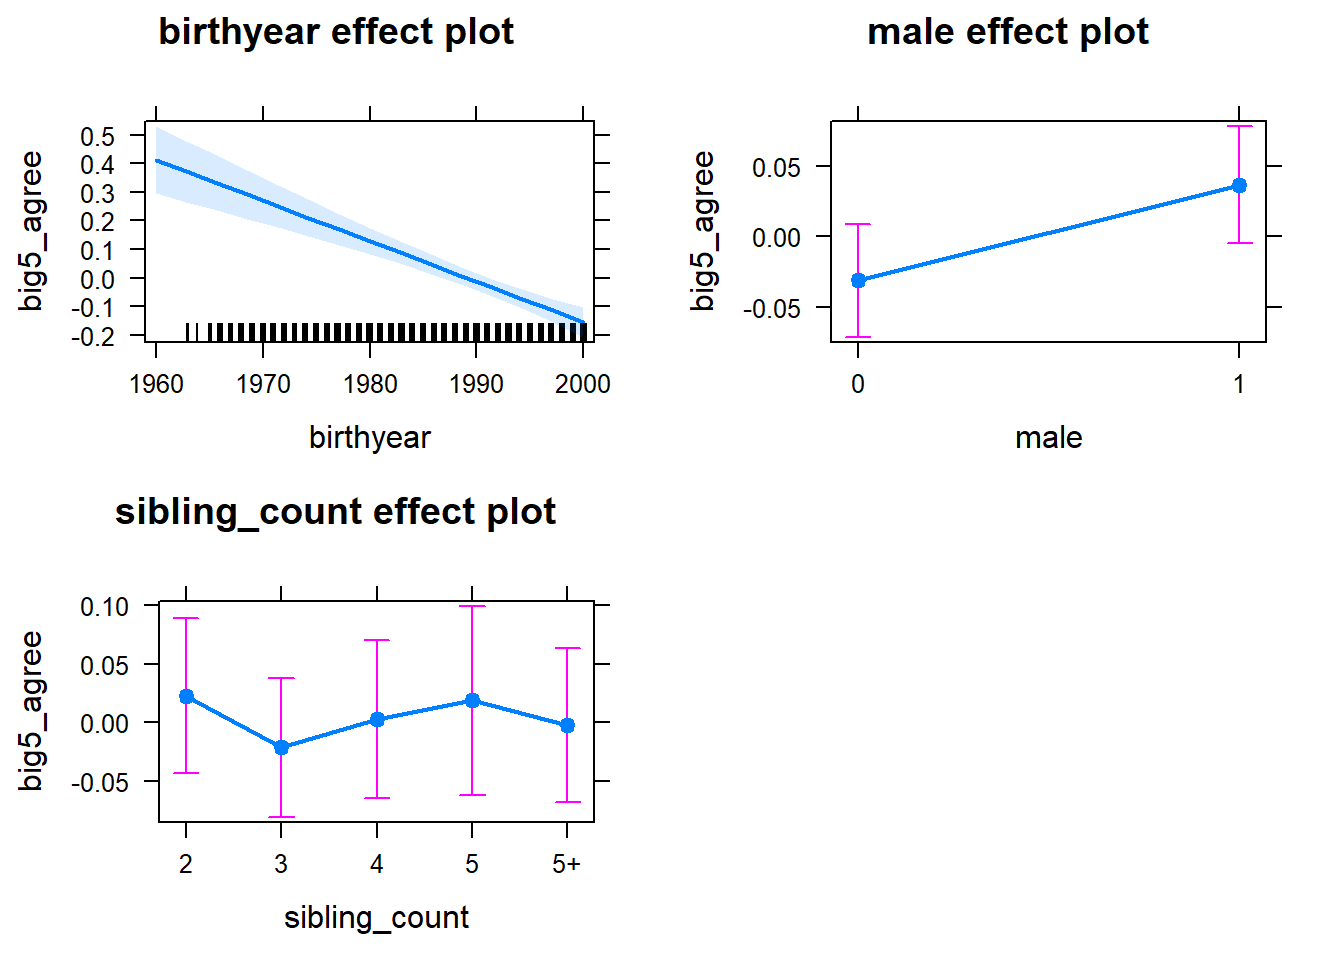 birthyear effect plot
big5_agree
0.5
0.4
0.3
0.2
0.1
0.0
-0.1
-0.2
1960 1970 1980 1990 2000
birthyear
male effect plot
big5_agree
0.05
0.00
-0.05
0 1
male
sibling_count effect plot
big5_agree
0.10
0.05
0.00
-0.05
2 3 4 5 5+
sibling_count